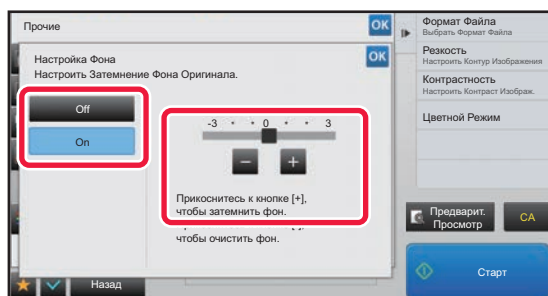 Прочие
OK
Настройка Фона
Настроить Затемнение Фона Оригинала.
OK
Off
On
-3 • • 0 • • 3
− +
Прикоснитесь к кнопке [+],
чтобы затемнить фон.
чтобы очистить фон.
Назад
Формат Файла
Выбрать Формат Файла
Резкость
Настроить Контур Изображения
Контрастность
Настроить Контраст Изображ.
Цветной Режим
Предварит.
Просмотр
CA
Старт